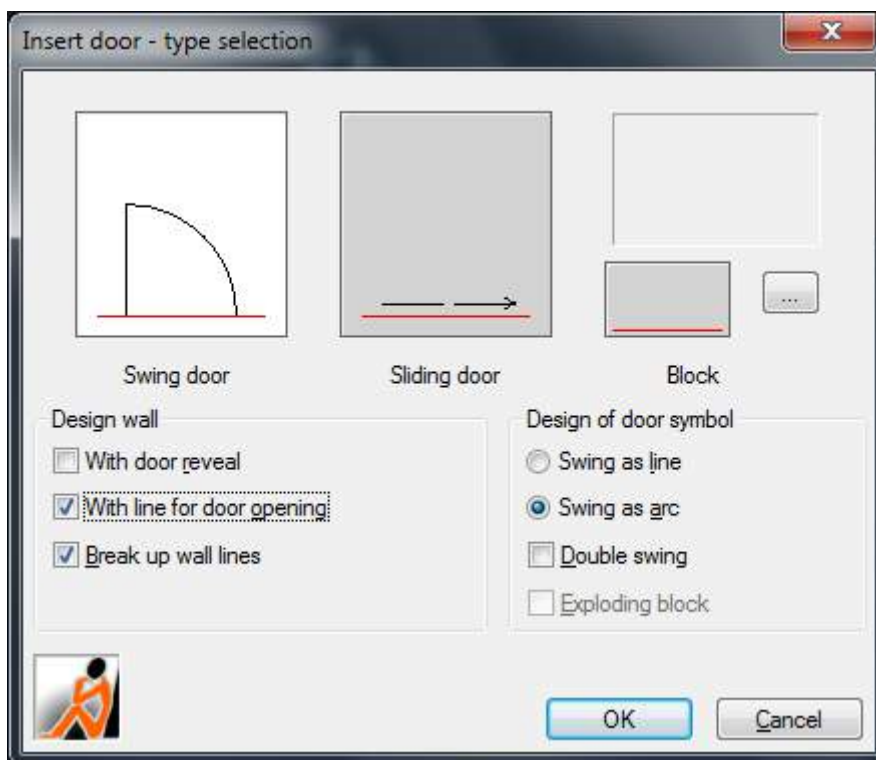 Insert door - type selection
Swing door
Sliding door
Block
...
Design wall
With door reveal
With line for door opening
Break up wall lines
Design of door symbol
Swing as line
Swing as arc
Double swing
Exploding block
OK
Cancel